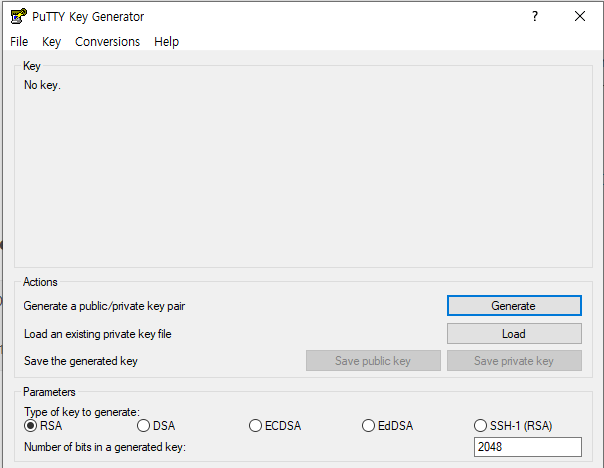 PuTTY Key Generator ?
File Key Conversions Help
Key
No key.
Actions
Generate a public/private key pair Generate
Load an existing private key file Load
Save the generated key Save public key Save private key
Parameters
Type of key to generate:
RSA DSA ECDSA EdDSA SSH-1 (RSA)
Number of bits in a generated key: 2048